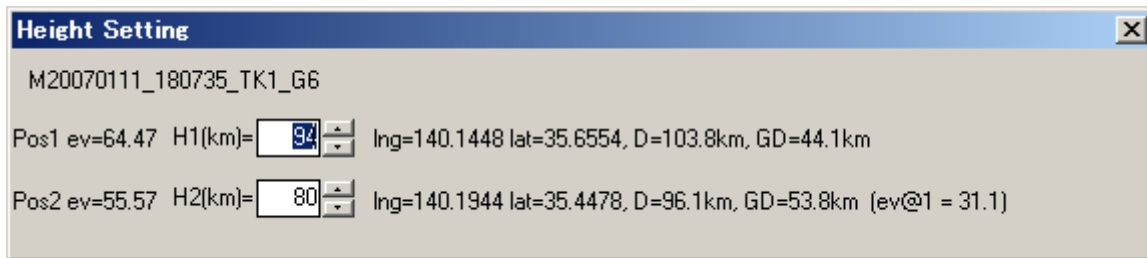 Height Setting
M20070111_180735_TK1_G6
Pos1 ev=64.47 H1(km)= 94 lng=140.1448 lat=35.6554, D=103.8km, GD=44.1km
Pos2 ev=55.57 H2(km)= 80 lng=140.1944 lat=35.4478, D=96.1km, GD=53.8km (ev@1 = 31.1)